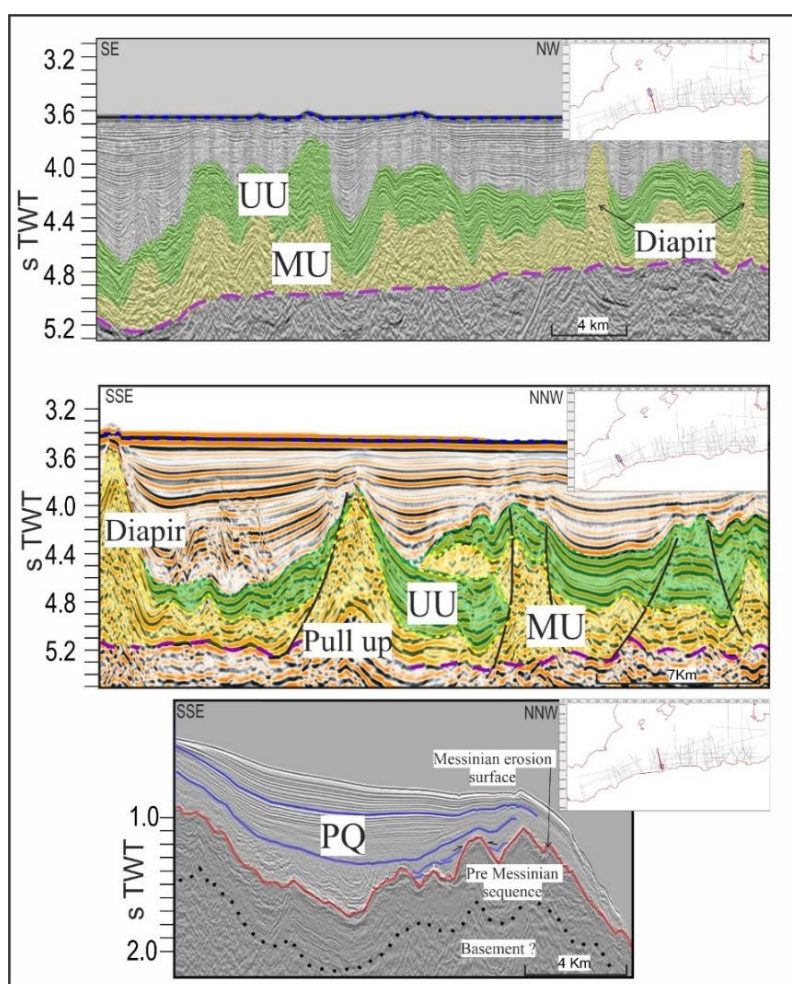 SE
NW
3.2
3.6
4.0
4.4
4.8
5.2
s TWT
UU
MU
Diapir
4 km
SSE
NNW
3.2
3.6
4.0
4.4
4.8
5.2
s TWT
Diapir
UU
Pull up
MU
7Km
SSE
NNW
Messinian erosion
surface
1.0
PQ
s TWT
Pre Messinian
sequence
2.0
Basement ?
4 Km